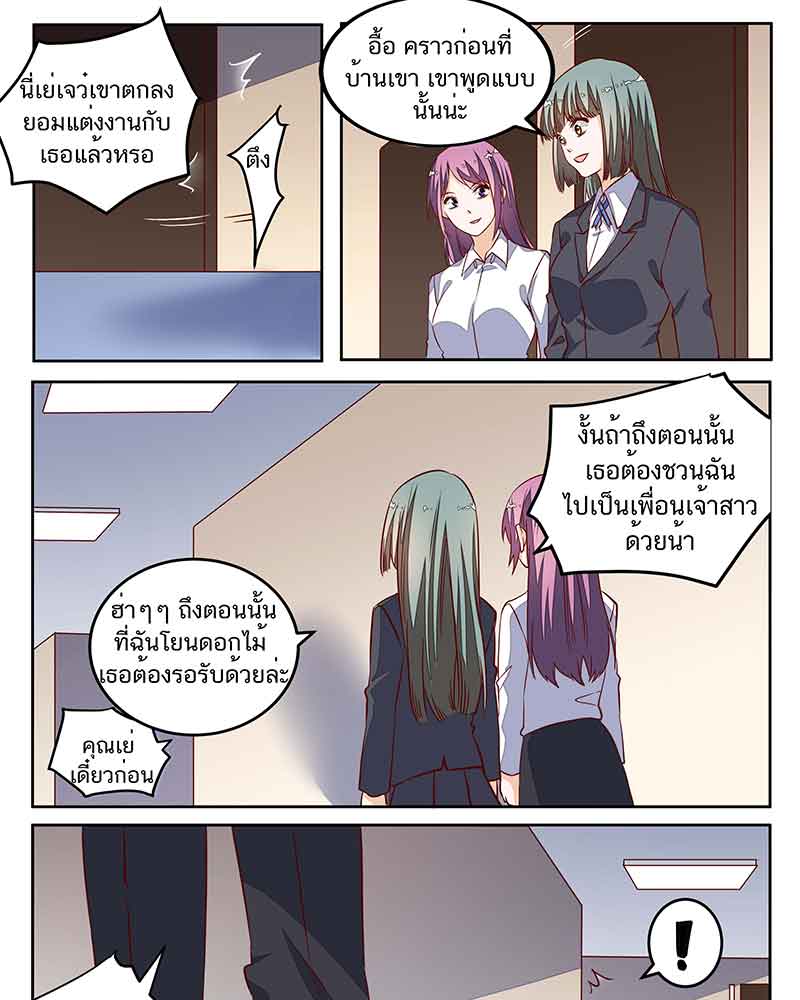 นี่เย่เจว๋เขาตกลง
ยอมแต่งงานกับ
เธอแล้วหรอ
ตึง
อื้อ คราวก่อนที่
บ้านเขา เขาพูดแบบ
นั้นน่ะ
งั้นถ้าถึงตอนนั้น
เธอต้องชวนฉัน
ไปเป็นเพื่อนเจ้าสาว
ด้วยน้า
ฮ่าๆๆ ถึงตอนนั้น
ที่ฉันโยนดอกไม้
เธอต้องรอรับด้วยล่ะ
คุณเย่
เดี๋ยวก่อน
!